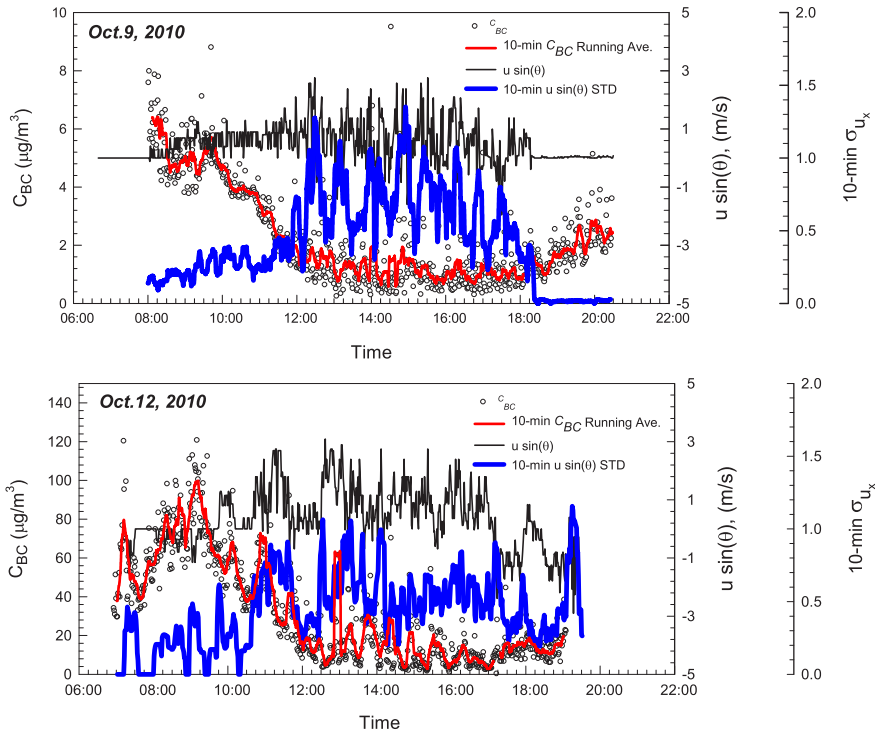 Oct.9, 2010
C_BC
10-min C_BC Running Ave.
u sin(θ)
10-min u sin(θ) STD
C_BC (μg/m³)
10
8
6
4
2
0
5
3
1
-1
-3
-5
u sin(θ), (m/s)
2.0
1.5
1.0
0.5
0.0
10-min σ_u_x
06:00 08:00 10:00 12:00 14:00 16:00 18:00 20:00 22:00
Time
Oct.12, 2010
C_BC
10-min C_BC Running Ave.
u sin(θ)
10-min u sin(θ) STD
C_BC (μg/m³)
140
120
100
80
60
40
20
0
5
3
1
-1
-3
-5
u sin(θ), (m/s)
2.0
1.5
1.0
0.5
0.0
10-min σ_u_x
06:00 08:00 10:00 12:00 14:00 16:00 18:00 20:00 22:00
Time